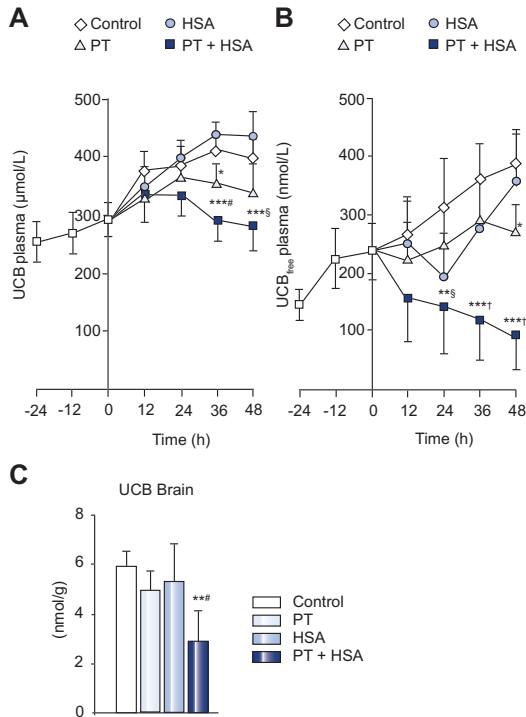 A
Control
HSA
PT
PT + HSA
UCB plasma (µmol/L)
500
400
300
200
100
-24
-12
0
12
24
36
48
Time (h)
*
***#
***§
B
Control
HSA
PT
PT + HSA
UCBfree plasma (nmol/L)
500
400
300
200
100
-24
-12
0
12
24
36
48
Time (h)
*
**§
***†
***†
C
UCB Brain
(nmol/g)
8
6
4
2
0
**#
Control
PT
HSA
PT + HSA